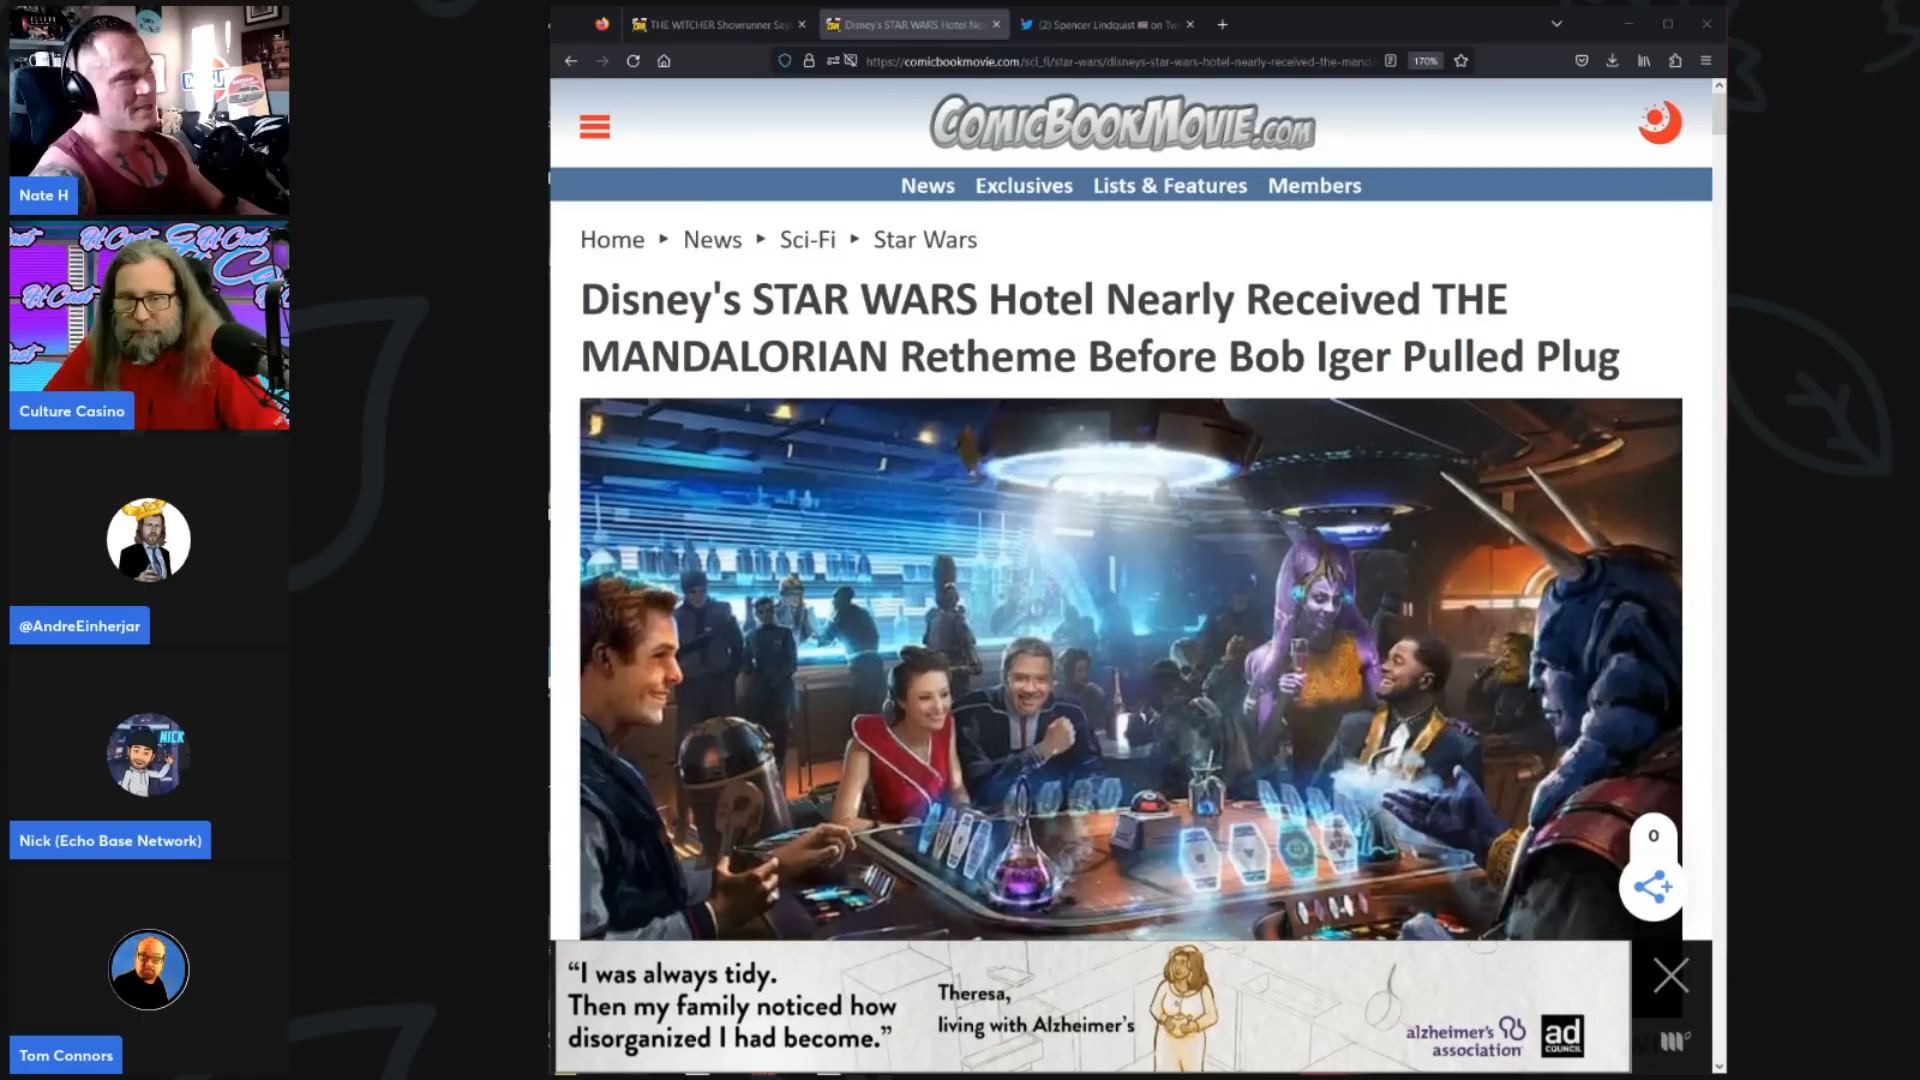 THE WITCHER Showrunner Say
Disney's STAR WARS Hotel Ne
(2) Spencer Lindquist on Tw
https://comicbookmovie.com/sci_fi/star-wars/disneys-star-wars-hotel-nearly-received-the-mand
170%
COMICBOOKMOVIE.COM
News Exclusives Lists & Features Members
Home ▸ News ▸ Sci-Fi ▸ Star Wars
Disney's STAR WARS Hotel Nearly Received THE
MANDALORIAN Retheme Before Bob Iger Pulled Plug
0
“I was always tidy.
Then my family noticed how
disorganized I had become.”
Theresa,
living with Alzheimer's
alzheimer's
association
ad
COUNCIL
Nate H
Culture Casino
@AndreEinherjar
NICK
Nick (Echo Base Network)
Tom Connors